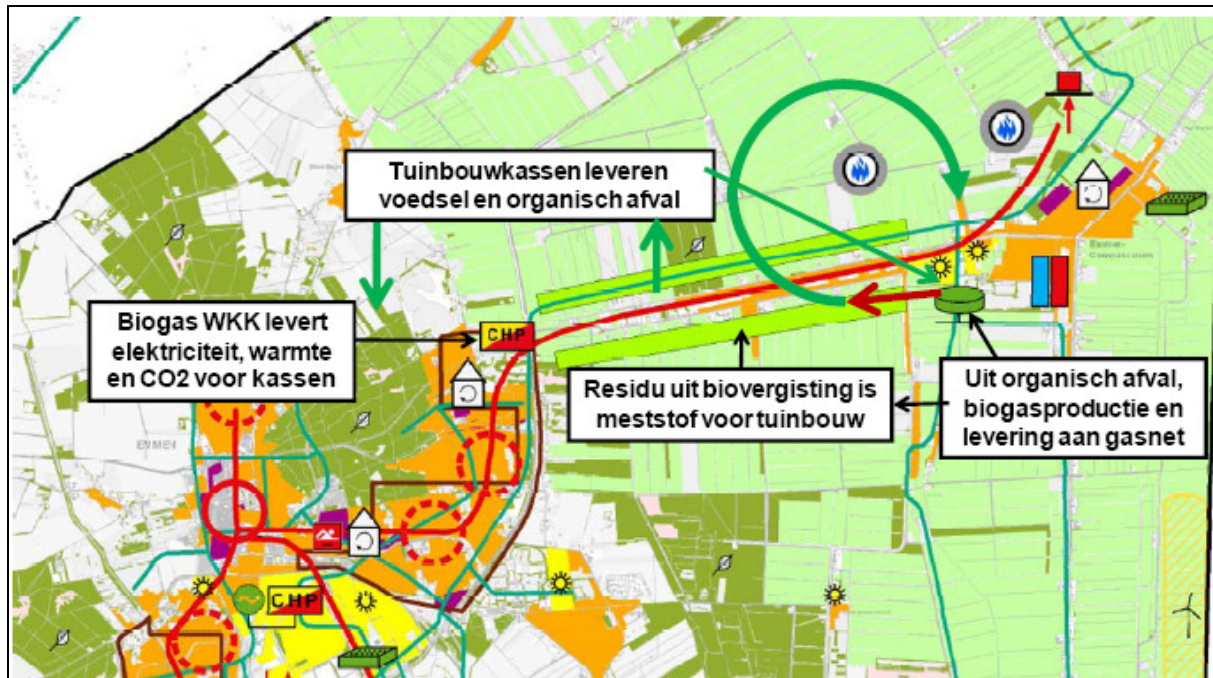 Tuinbouwkassen leveren
voedsel en organisch afval
Biogas WKK levert
elektriciteit, warmte
en CO2 voor kassen
CHP
Residu uit biovergisting is
meststof voor tuinbouw
Uit organisch afval,
biogasproductie en
levering aan gasnet
EMMEN
CHP